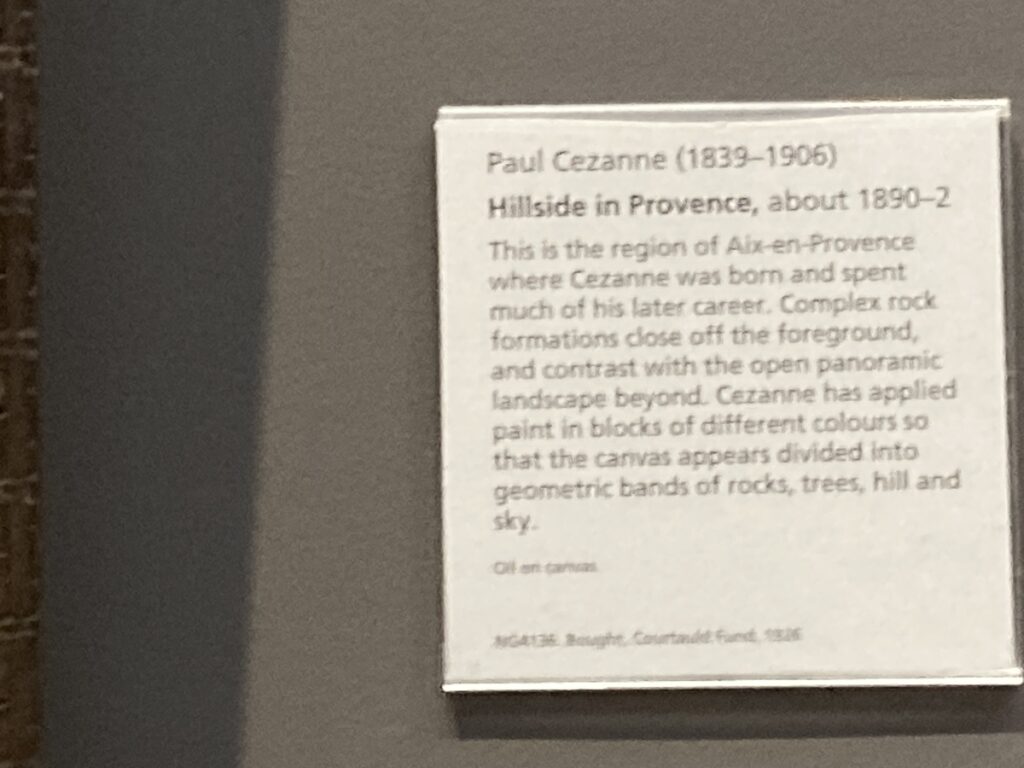 Paul Cezanne (1839–1906)
Hillside in Provence, about 1890–2
This is the region of Aix-en-Provence
where Cezanne was born and spent
much of his later career. Complex rock
formations close off the foreground,
and contrast with the open panoramic
landscape beyond. Cezanne has applied
paint in blocks of different colours so
that the canvas appears divided into
geometric bands of rocks, trees, hill and
sky.
Oil on canvas
NG4136. Bought, Courtauld Fund, 1926